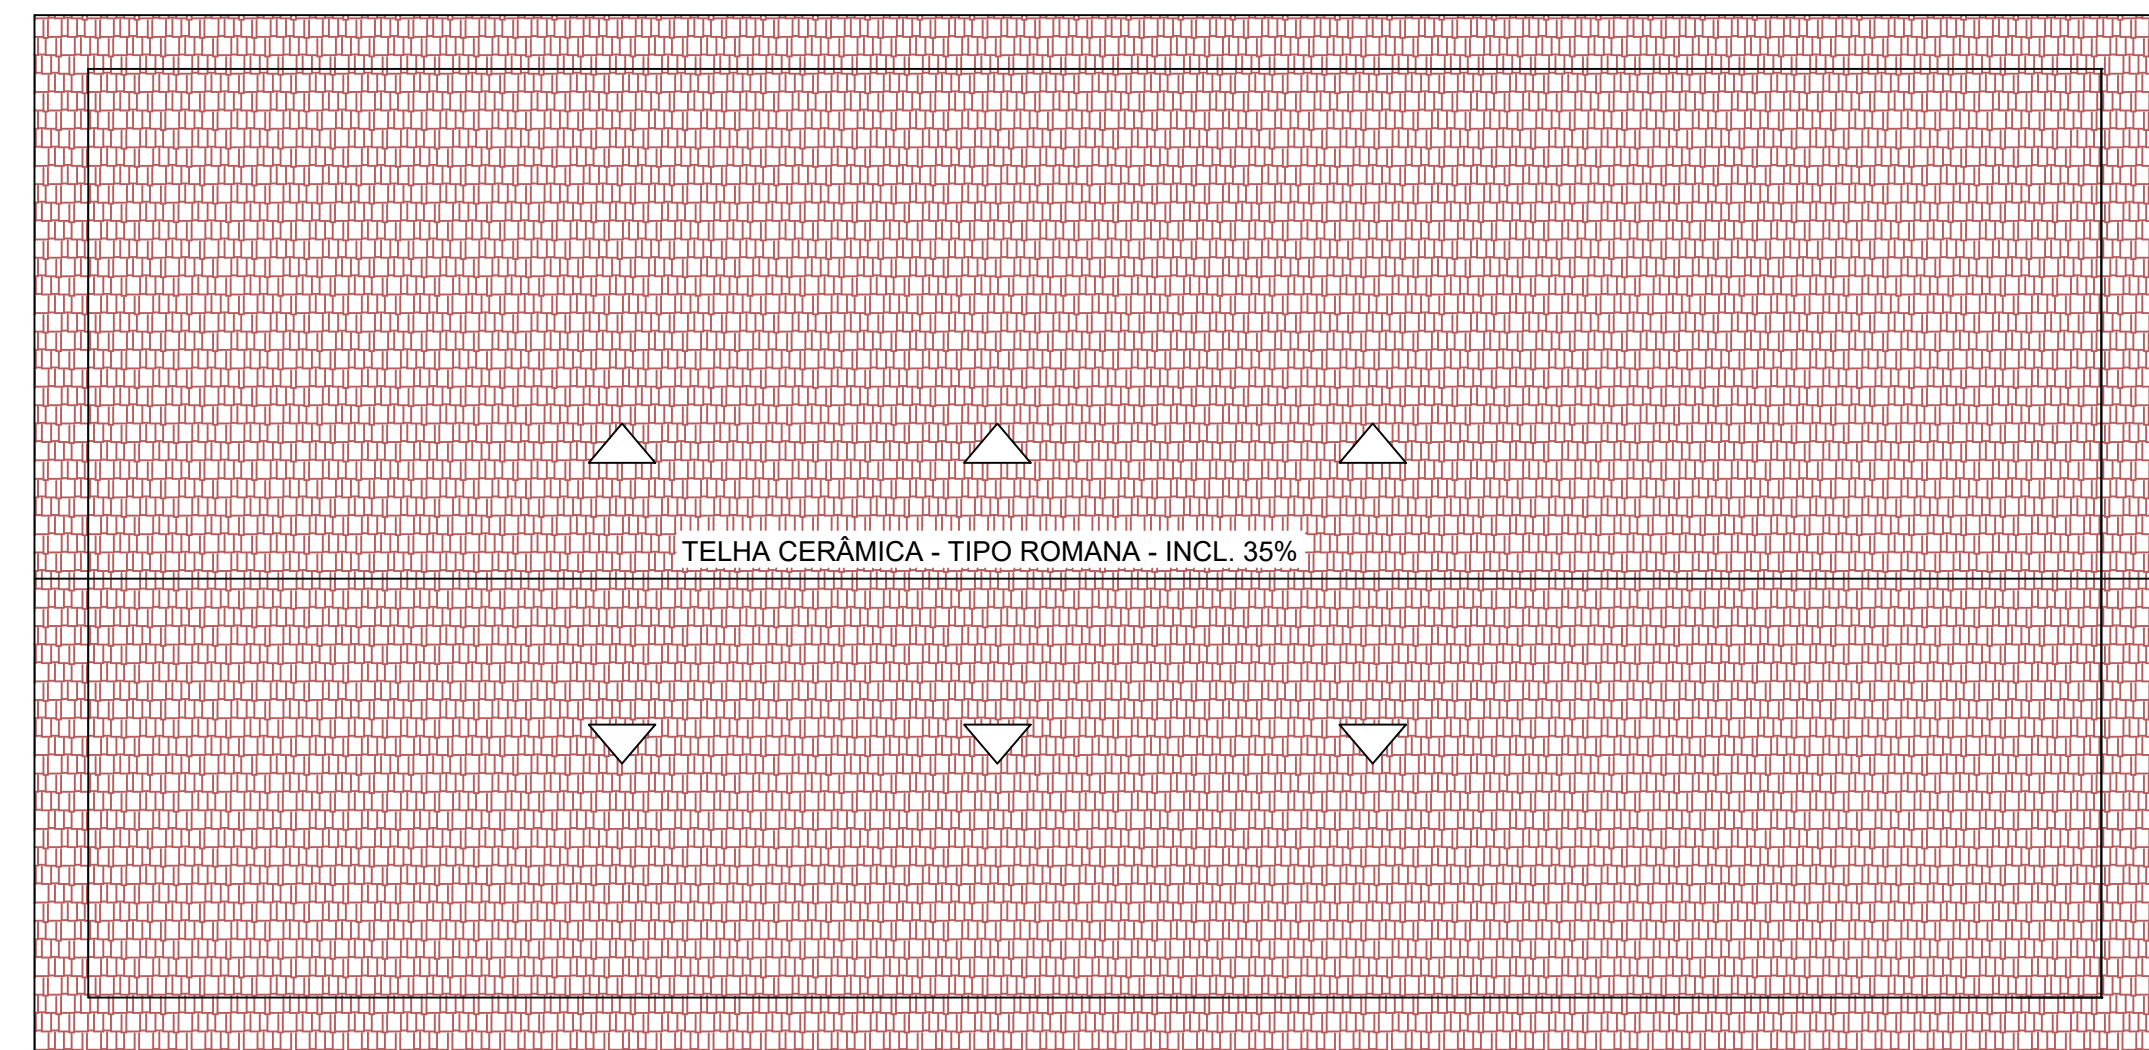 TELHA CERÂMICA - TIPO ROMANA - INCL. 35%